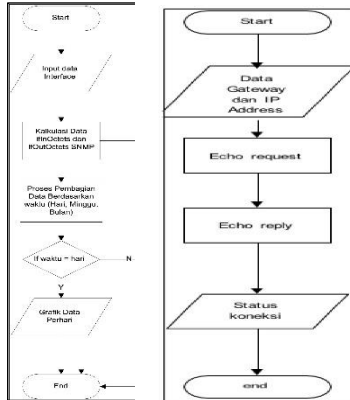 Start
Input data
Interface
Kalkulasi Data
IfInOctets dan
IfOutOctets SNMP
Proses Pembagian
Data Berdasarkan
waktu (Hari, Minggu,
Bulan)
If waktu = hari
N
Y
Grafik Data
Perhari
End
Start
Data
Gateway
dan IP
Address
Echo request
Echo reply
Status
koneksi
end